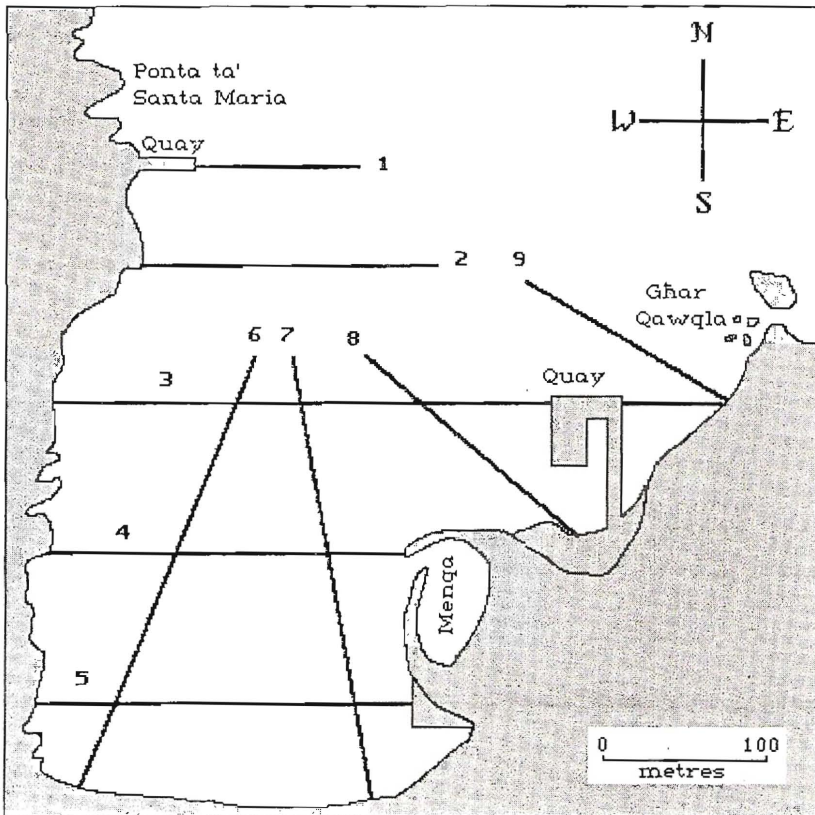 N
Ponta ta'
Santa Maria
W E
Quay
1
S
2 9
Għar
Qawqla
6 7 8
3
Quay
4
Menqa
5
0 100
metres